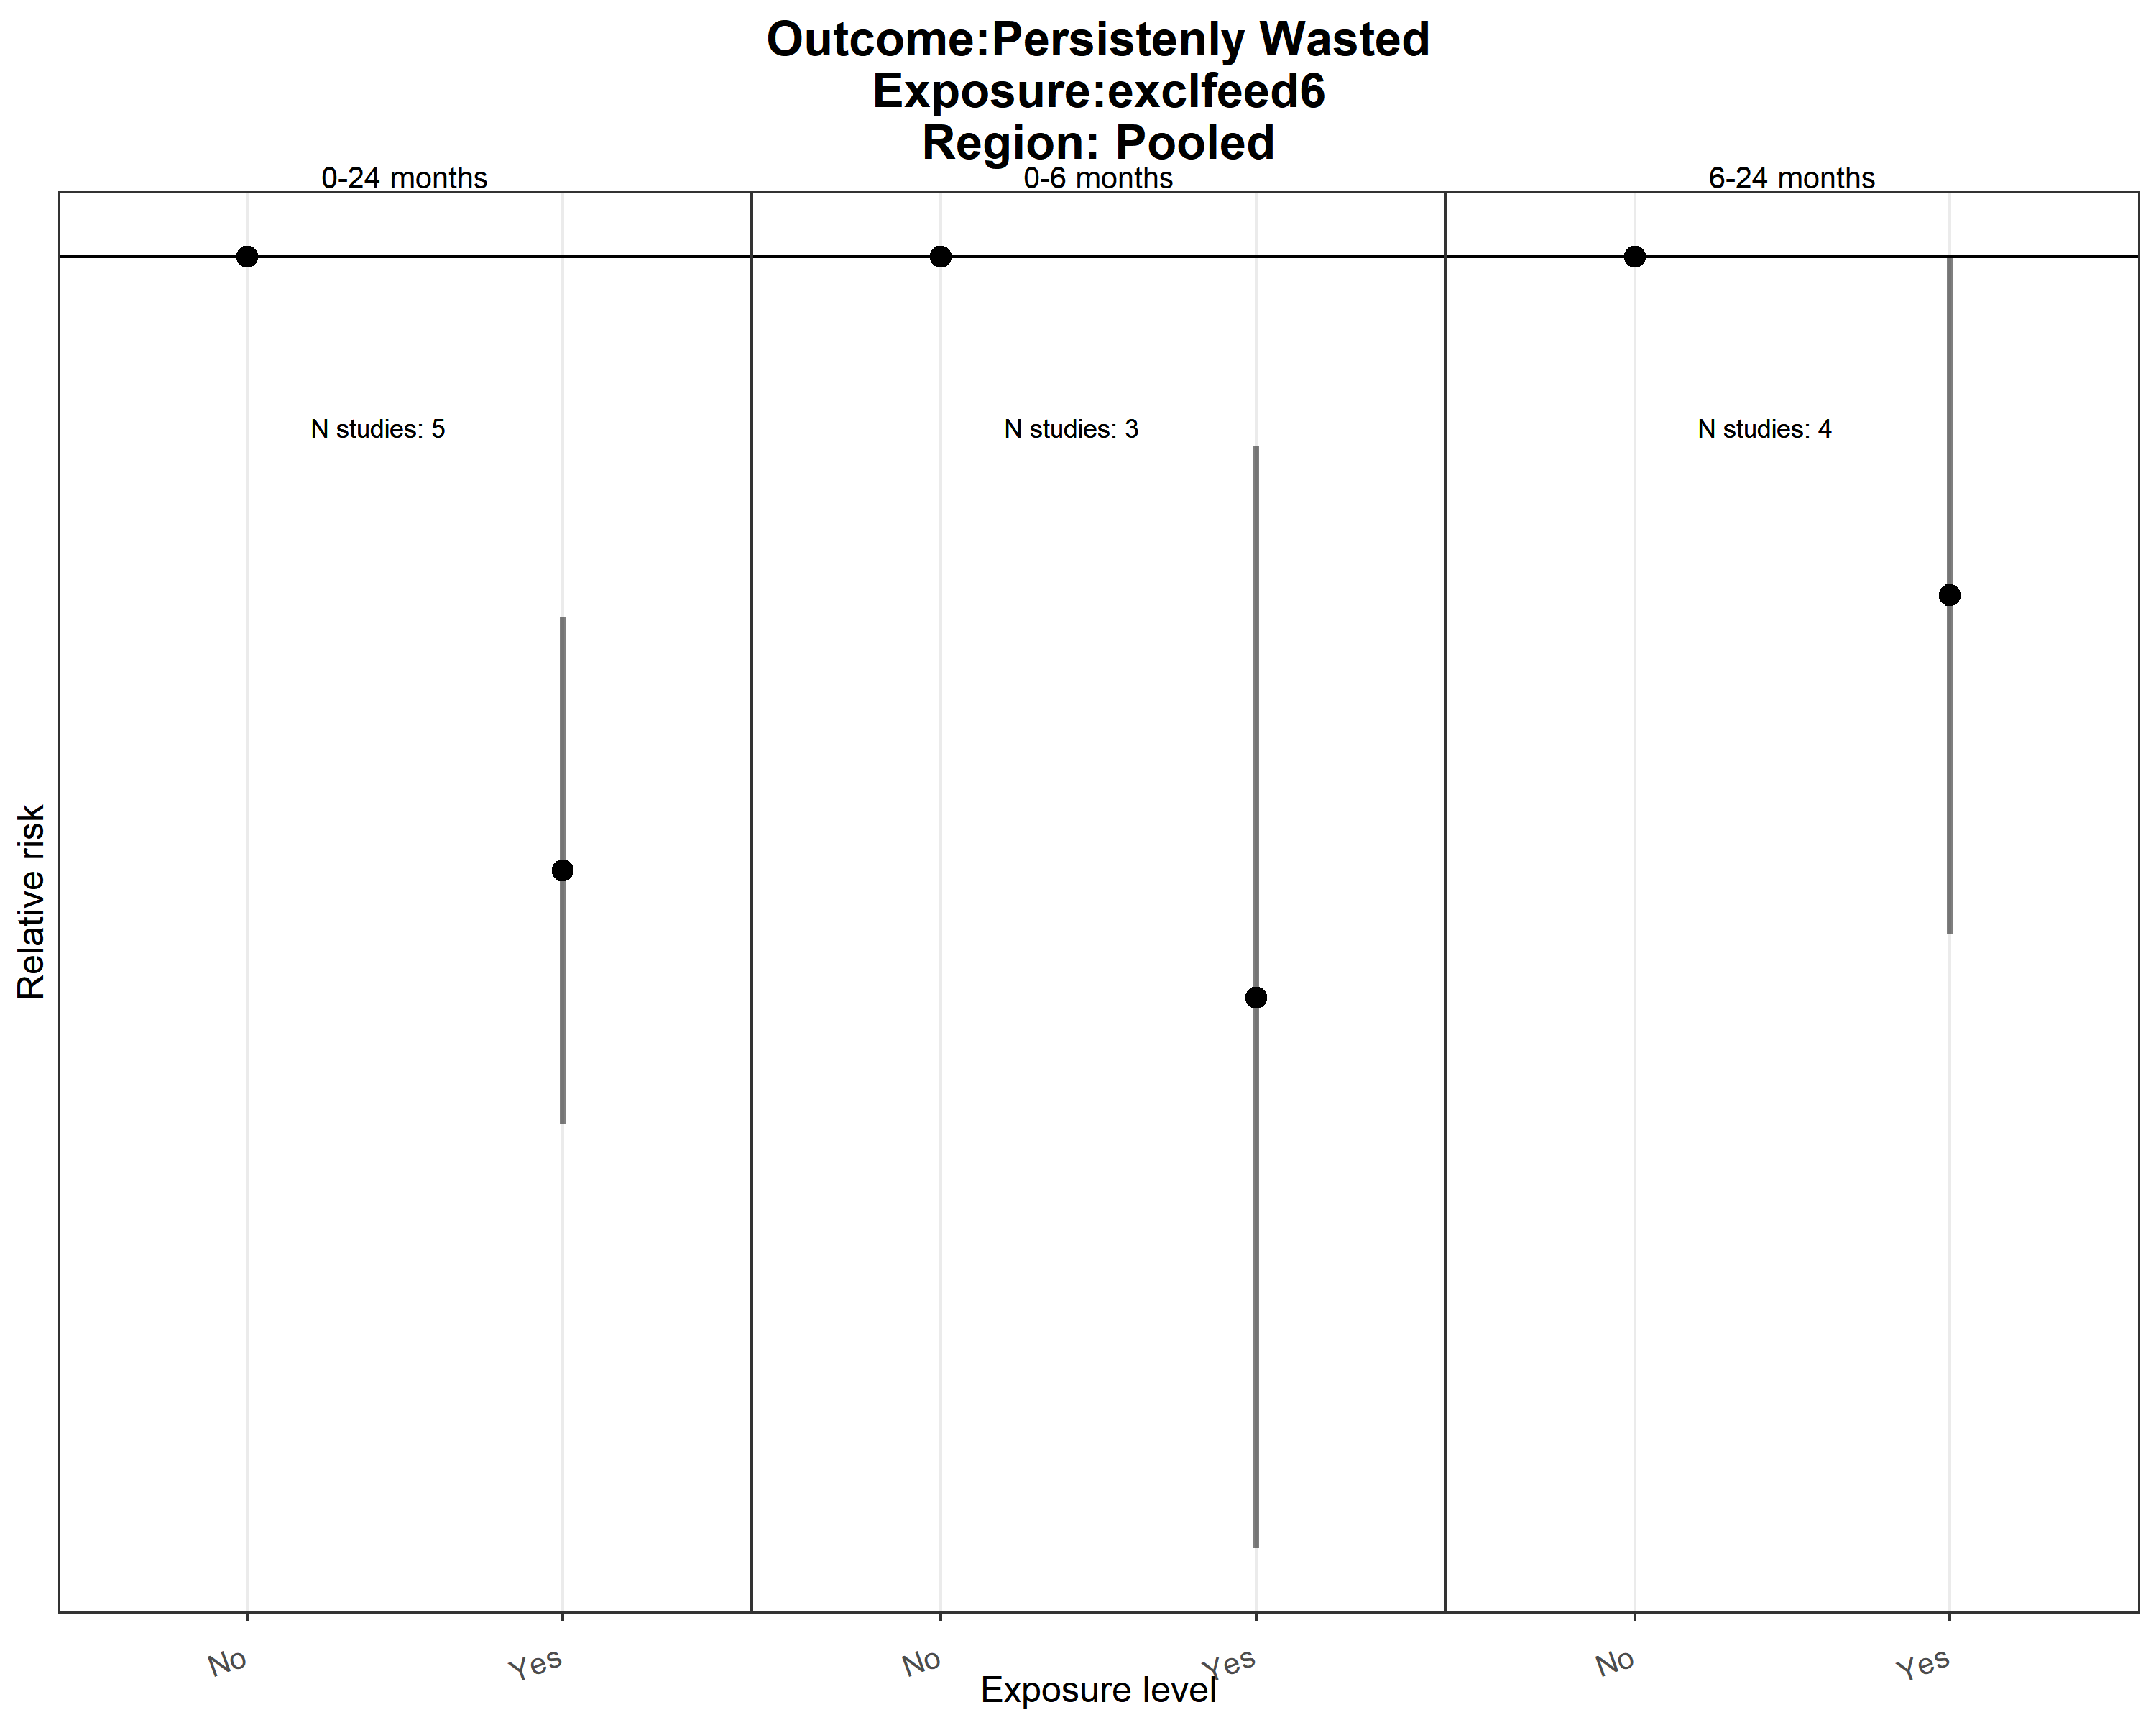 Outcome:Persistenly Wasted
Exposure:exclfeed6
Region: Pooled
0-24 months
0-6 months
6-24 months
N studies: 5
N studies: 3
N studies: 4
Relative risk
No
Yes
No
Yes
No
Yes
Exposure level